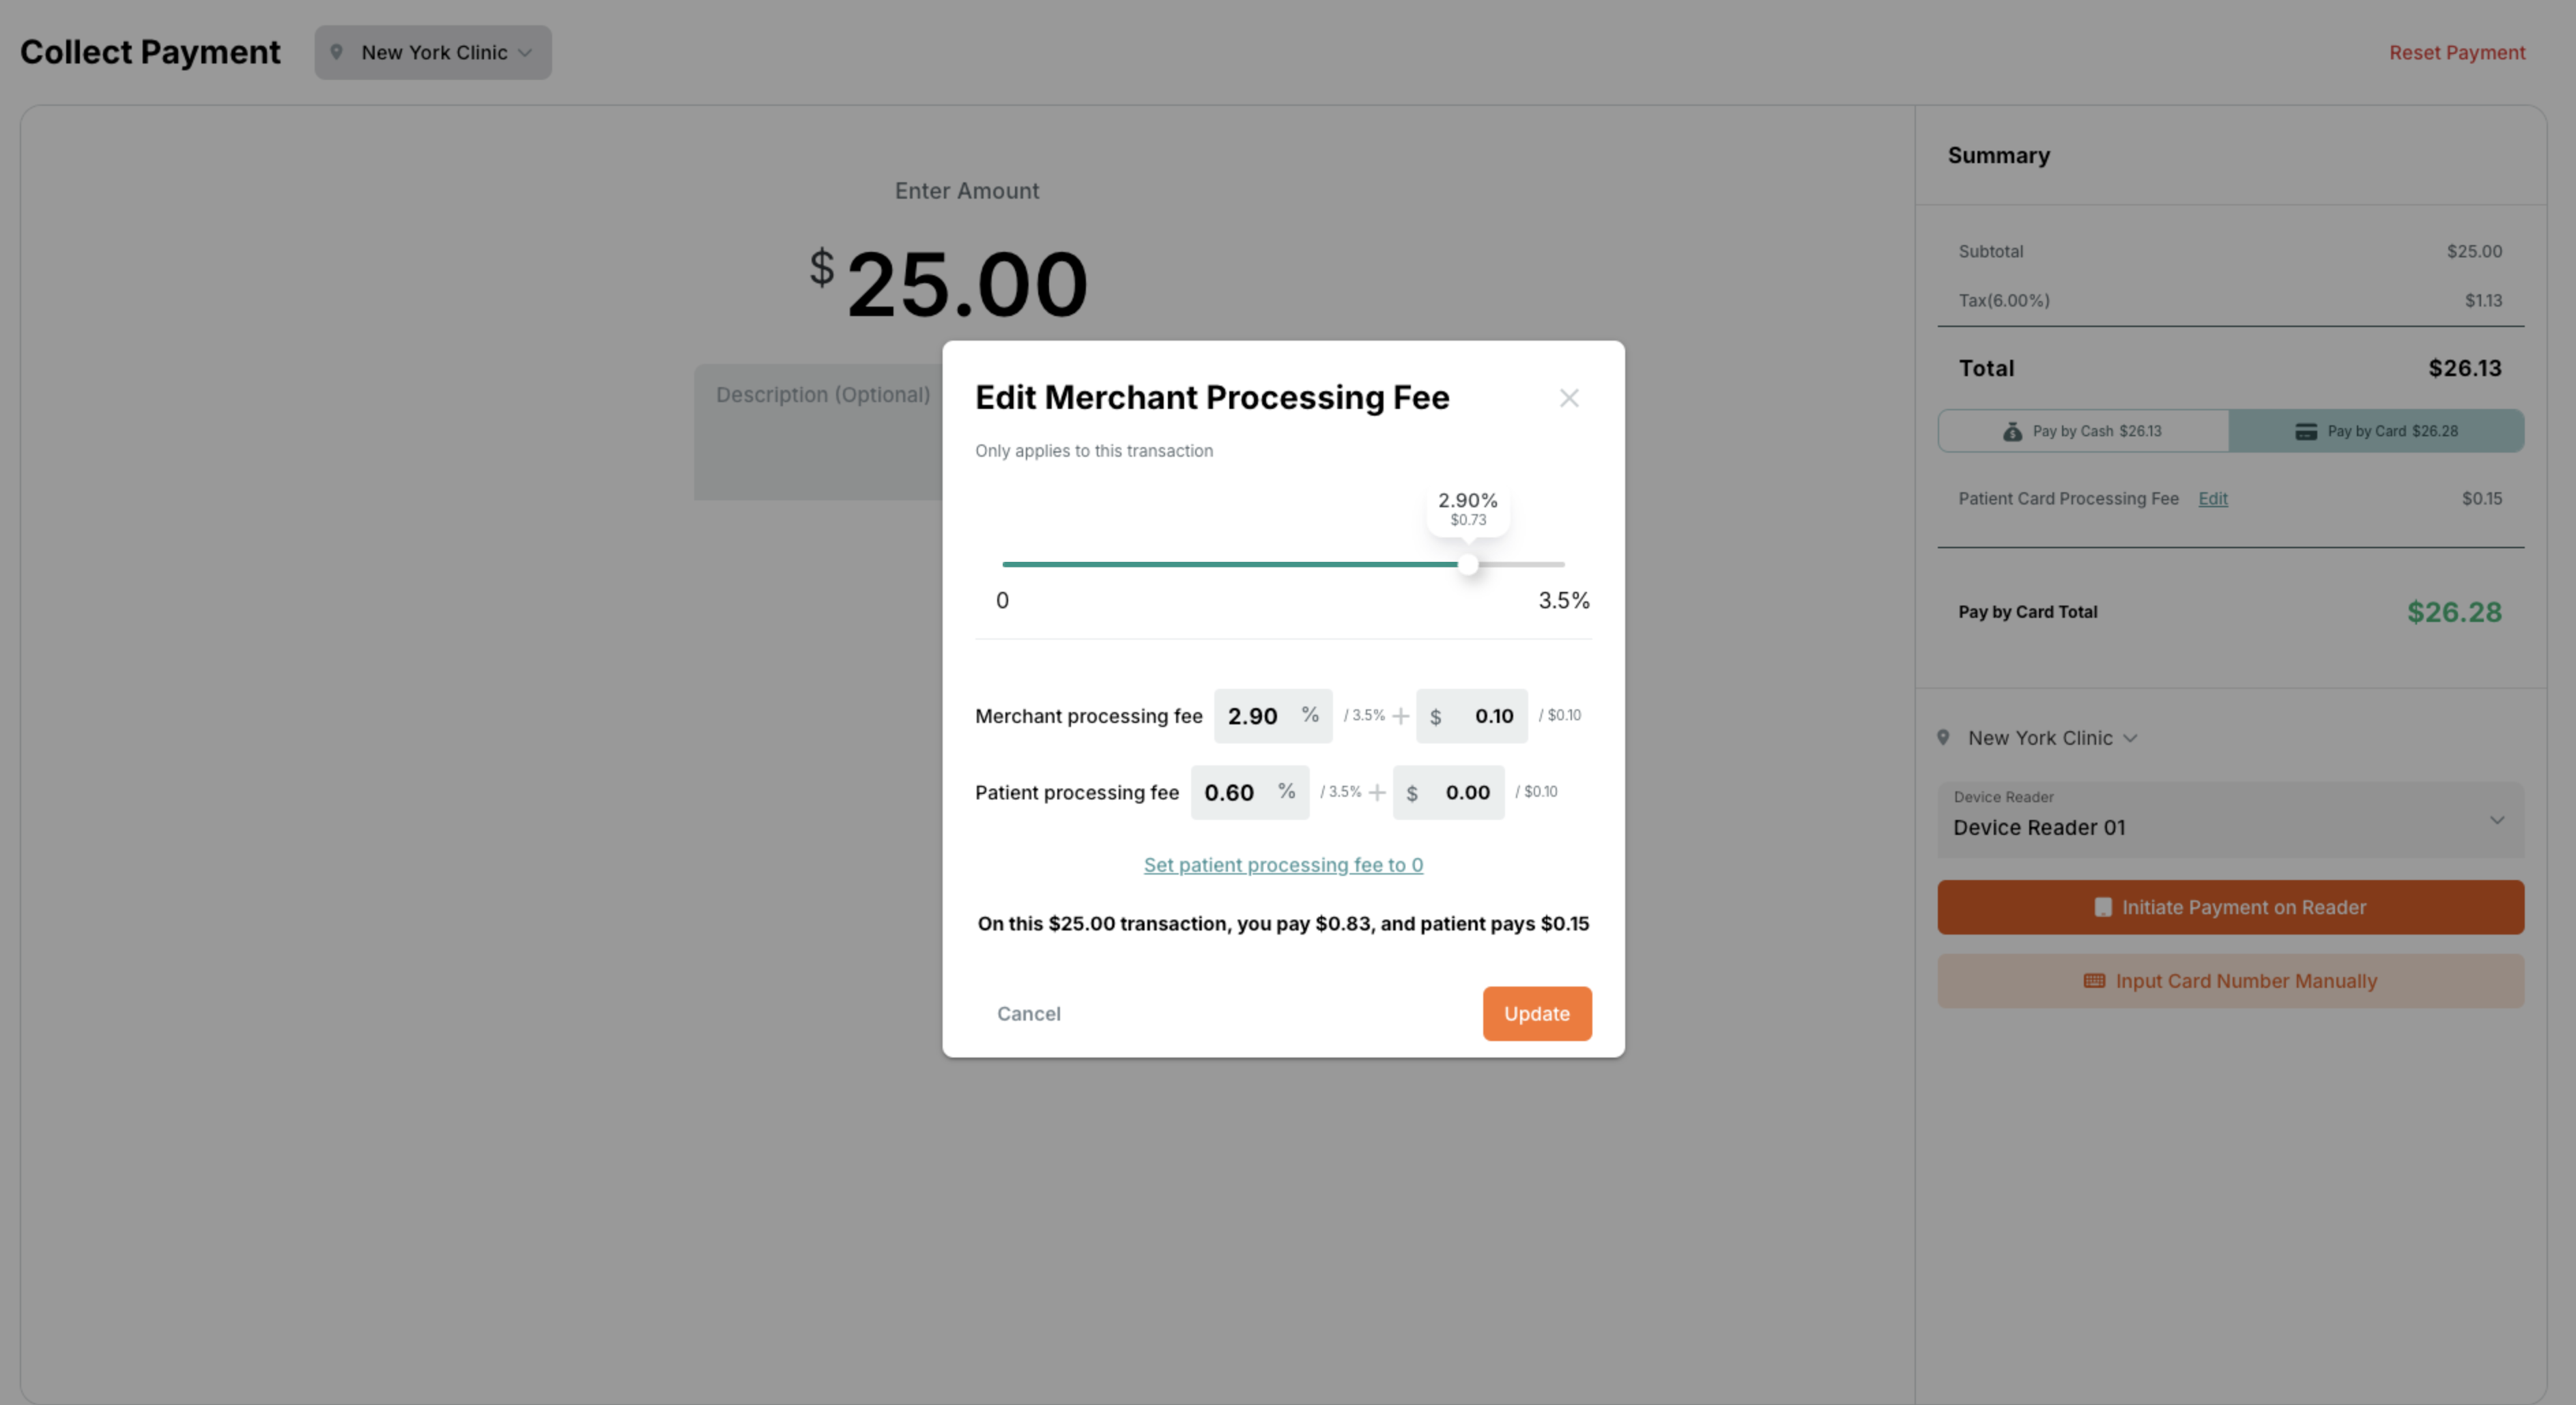 Collect Payment
New York Clinic
Reset Payment
Enter Amount
$ 25.00
Description (Optional)
Edit Merchant Processing Fee
Only applies to this transaction
2.90%
$0.73
0
3.5%
Merchant processing fee 2.90 % / 3.5% + $ 0.10 / $0.10
Patient processing fee 0.60 % / 3.5% + $ 0.00 / $0.10
Set patient processing fee to 0
On this $25.00 transaction, you pay $0.83, and patient pays $0.15
Cancel
Update
Summary
Subtotal $25.00
Tax(6.00%) $1.13
Total $26.13
Pay by Cash $26.13
Pay by Card $26.28
Patient Card Processing Fee Edit $0.15
Pay by Card Total $26.28
New York Clinic
Device Reader
Device Reader 01
Initiate Payment on Reader
Input Card Number Manually